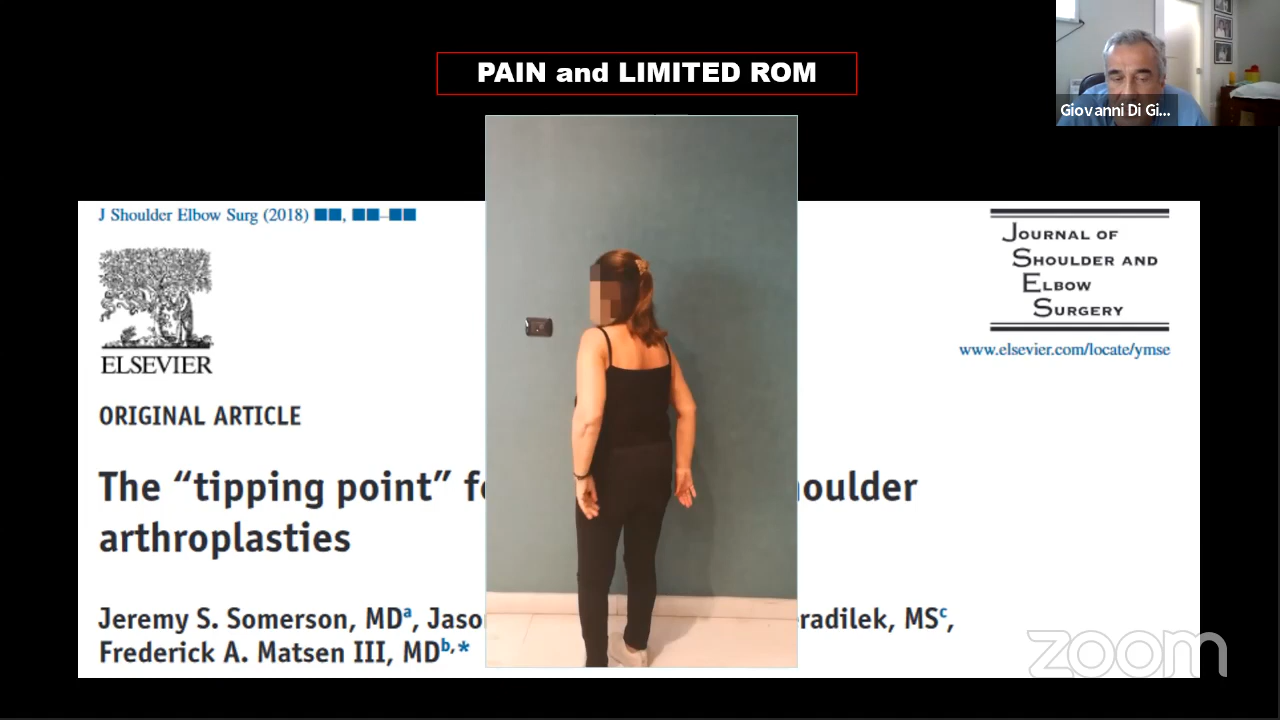 PAIN and LIMITED ROM
Giovanni Di Gi...
J Shoulder Elbow Surg (2018) ■■, ■■–■■
JOURNAL OF
SHOULDER AND
ELBOW
SURGERY
ELSEVIER
www.elsevier.com/locate/ymse
ORIGINAL ARTICLE
The “tipping point” f houlder
arthroplasties
Jeremy S. Somerson, MDᵃ, Jaso eradilek, MSᶜ,
Frederick A. Matsen III, MDᵇ,*
zoom